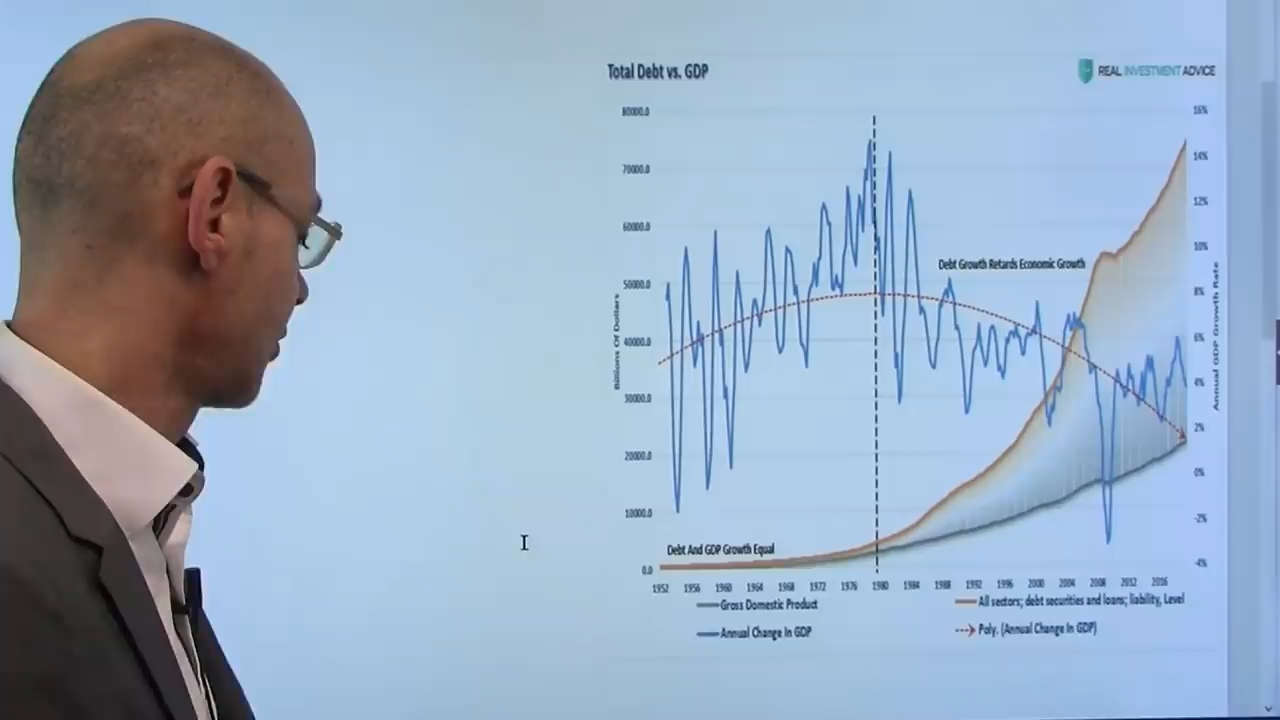 Total Debt vs. GDP
REAL INVESTMENT ADVICE
80000.0
70000.0
60000.0
50000.0
40000.0
30000.0
20000.0
10000.0
0.0
Billions Of Dollars
16%
14%
12%
10%
8%
6%
4%
2%
0%
-2%
-4%
Annual GDP Growth Rate
Debt Growth Retards Economic Growth
Debt And GDP Growth Equal
1952 1956 1960 1964 1968 1972 1976 1980 1984 1988 1992 1996 2000 2004 2008 2012 2016
Gross Domestic Product
All sectors; debt securities and loans; liability, Level
Annual Change In GDP
Poly. (Annual Change In GDP)